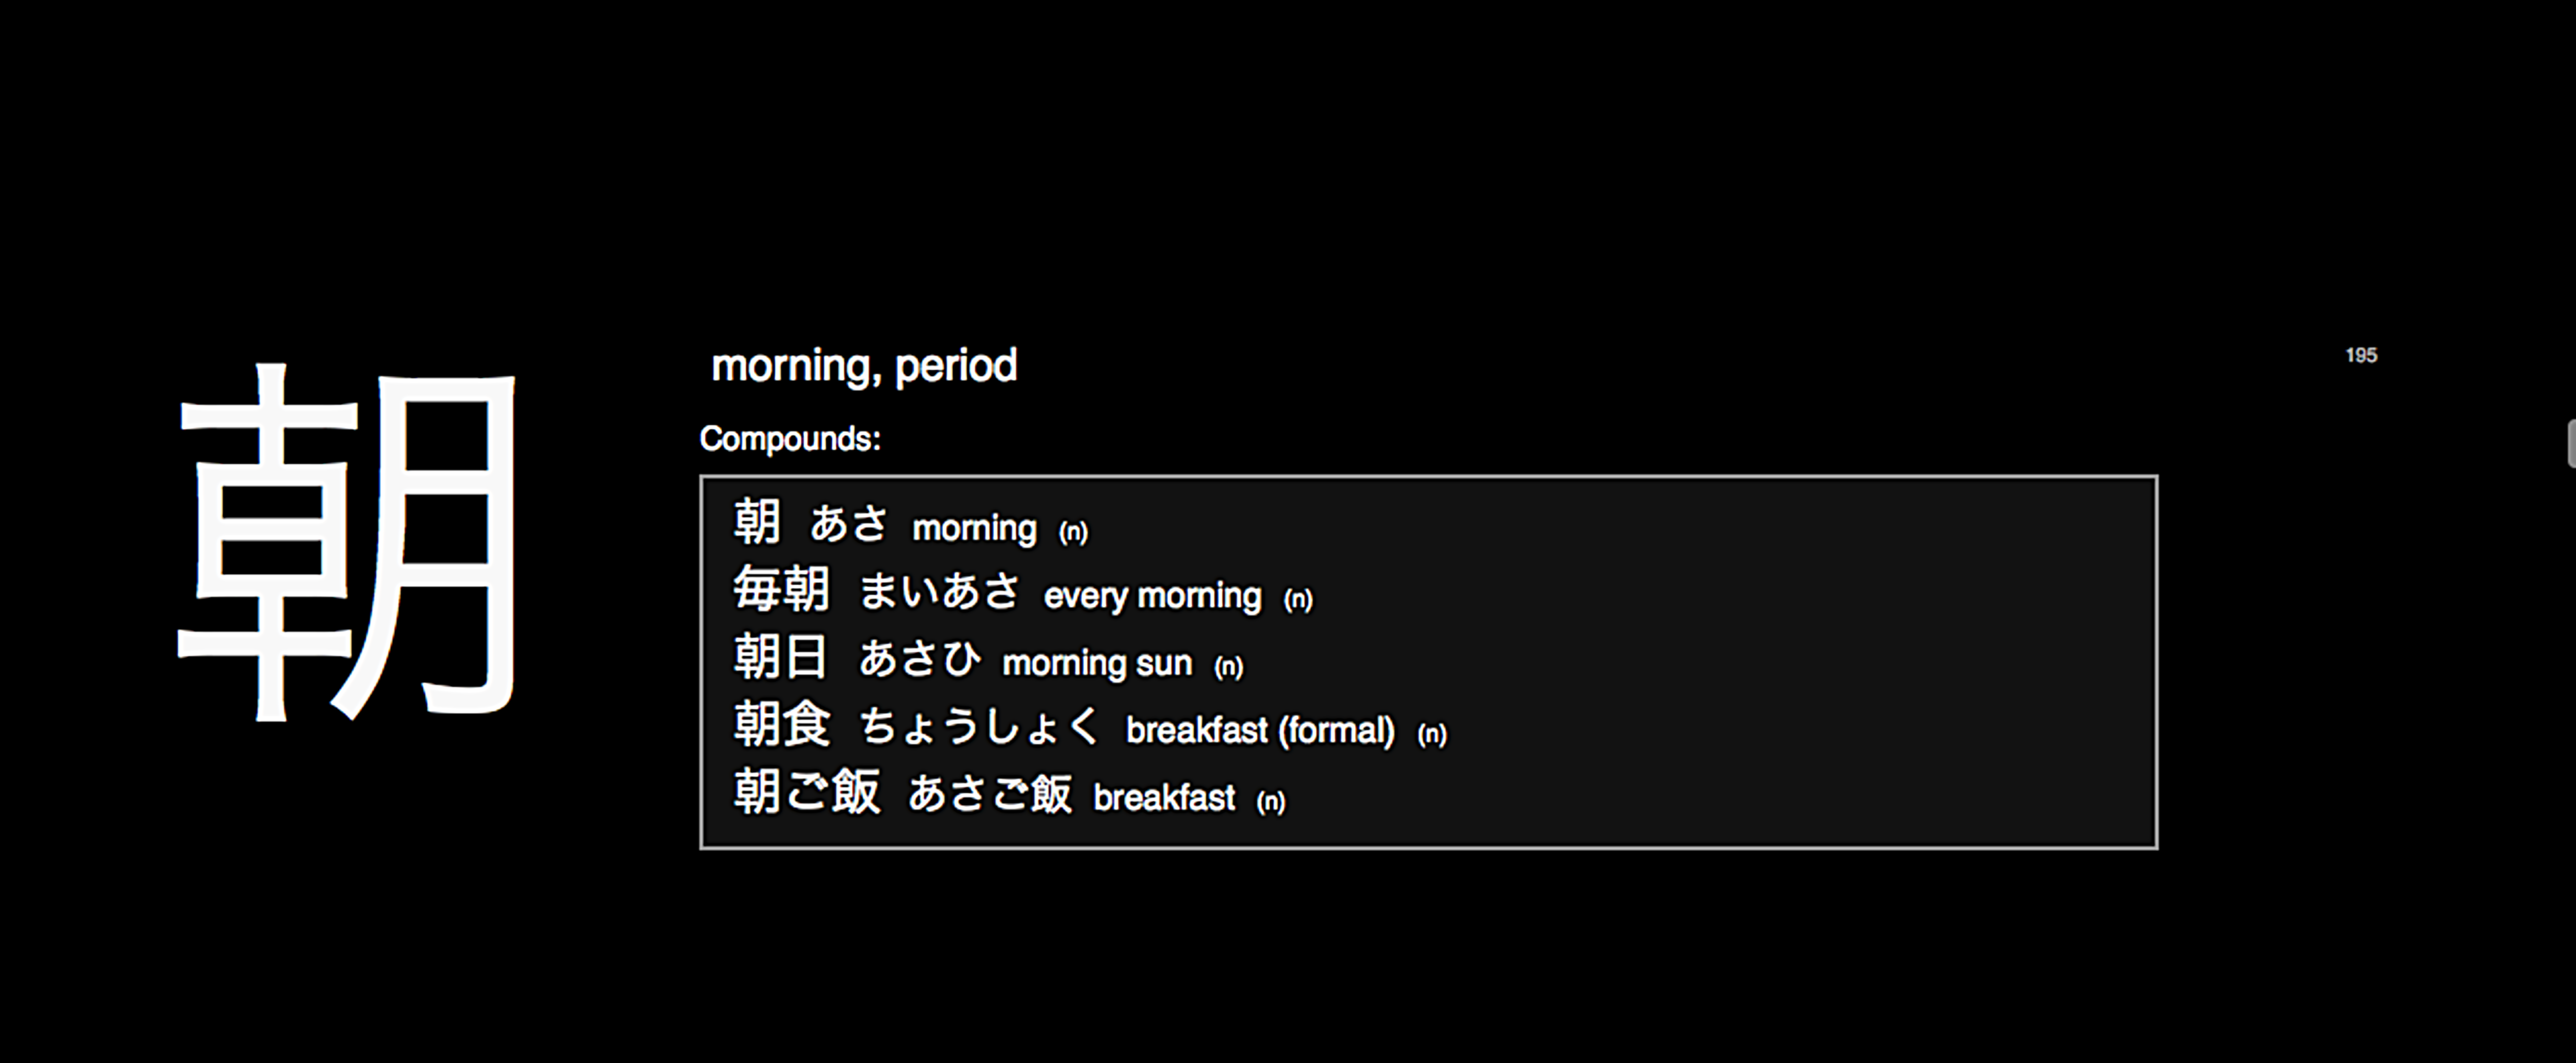 朝
morning, period
195
Compounds:
朝 あさ morning (n)
毎朝 まいあさ every morning (n)
朝日 あさひ morning sun (n)
朝食 ちょうしょく breakfast (formal) (n)
朝ご飯 あさご飯 breakfast (n)